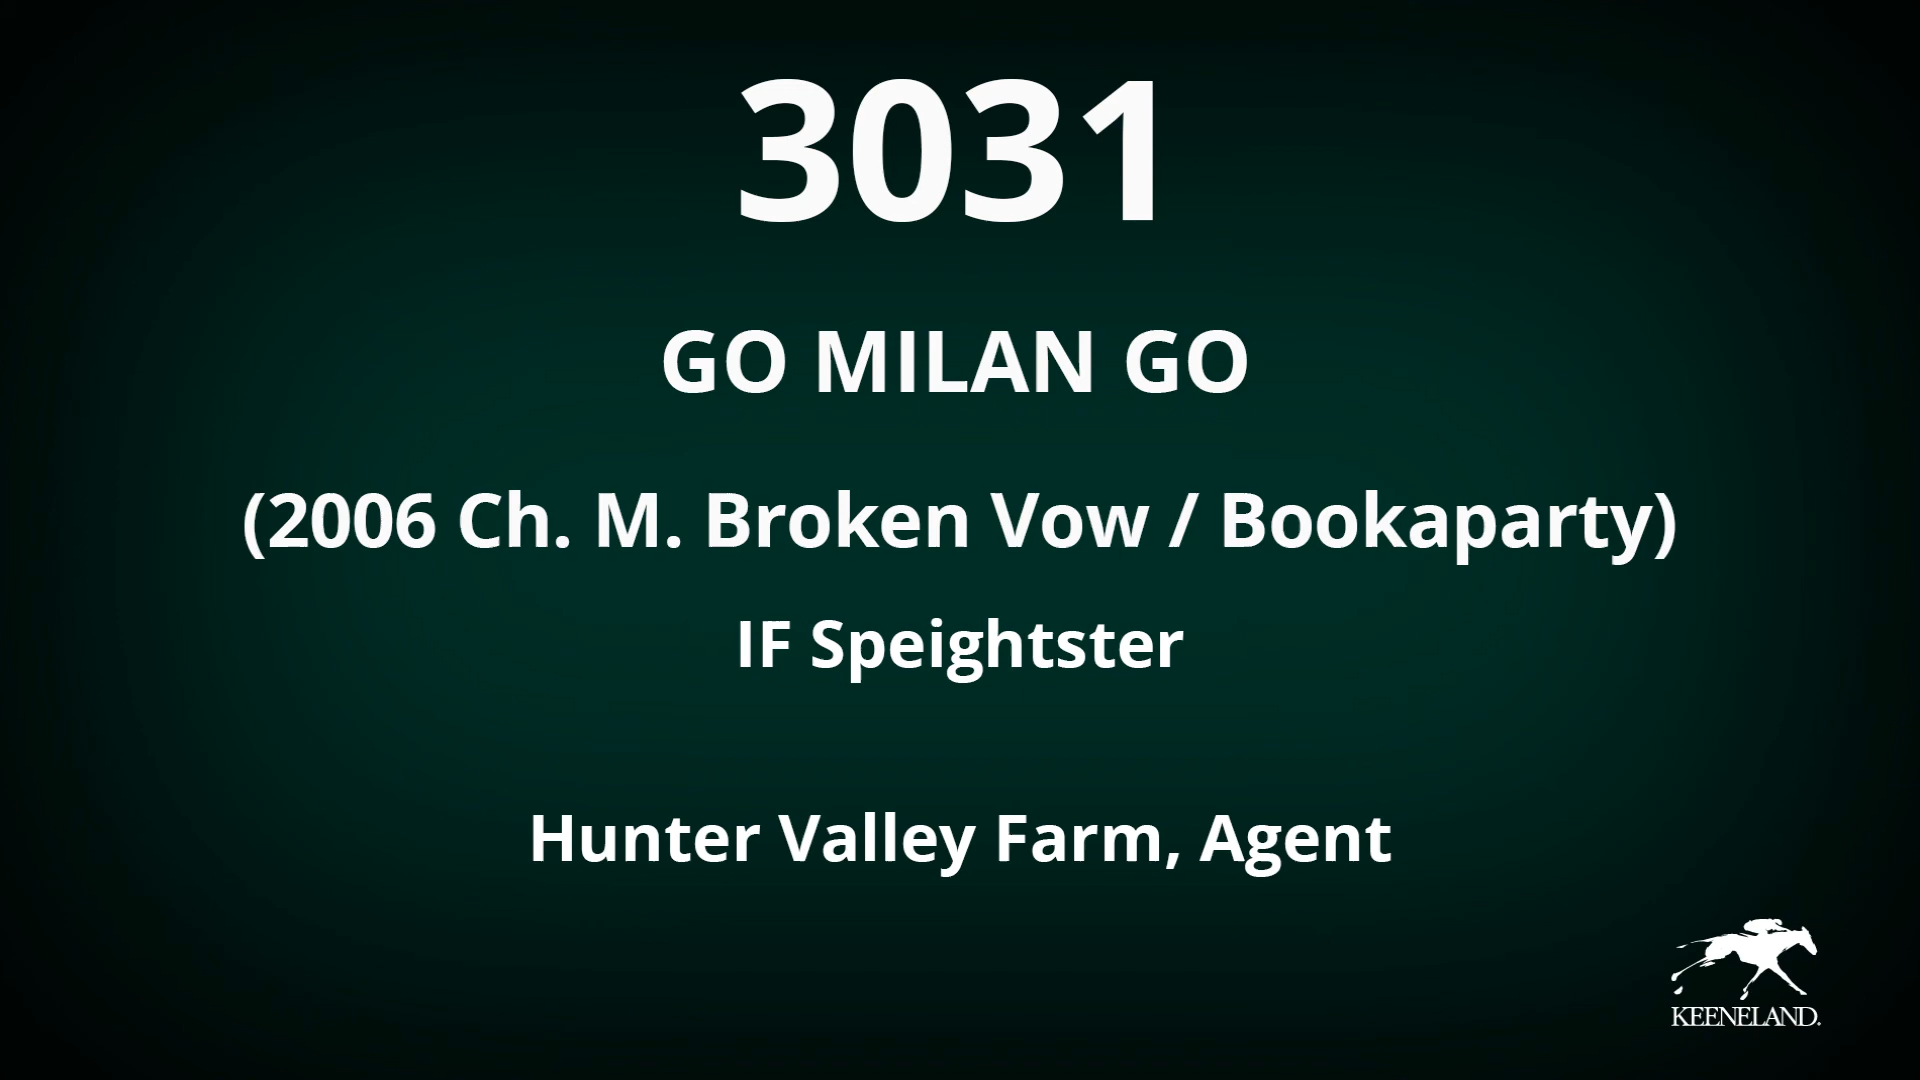 3031
GO MILAN GO
(2006 Ch. M. Broken Vow / Bookaparty)
IF Speightster
Hunter Valley Farm, Agent
KEENELAND.